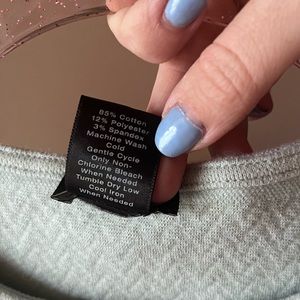 85% Cotton
12% Polyester
3% Spandex
Machine Wash
Cold
Gentle Cycle
Only Non-
Chlorine Bleach
When Needed
Tumble Dry Low
Cool Iron
When Needed